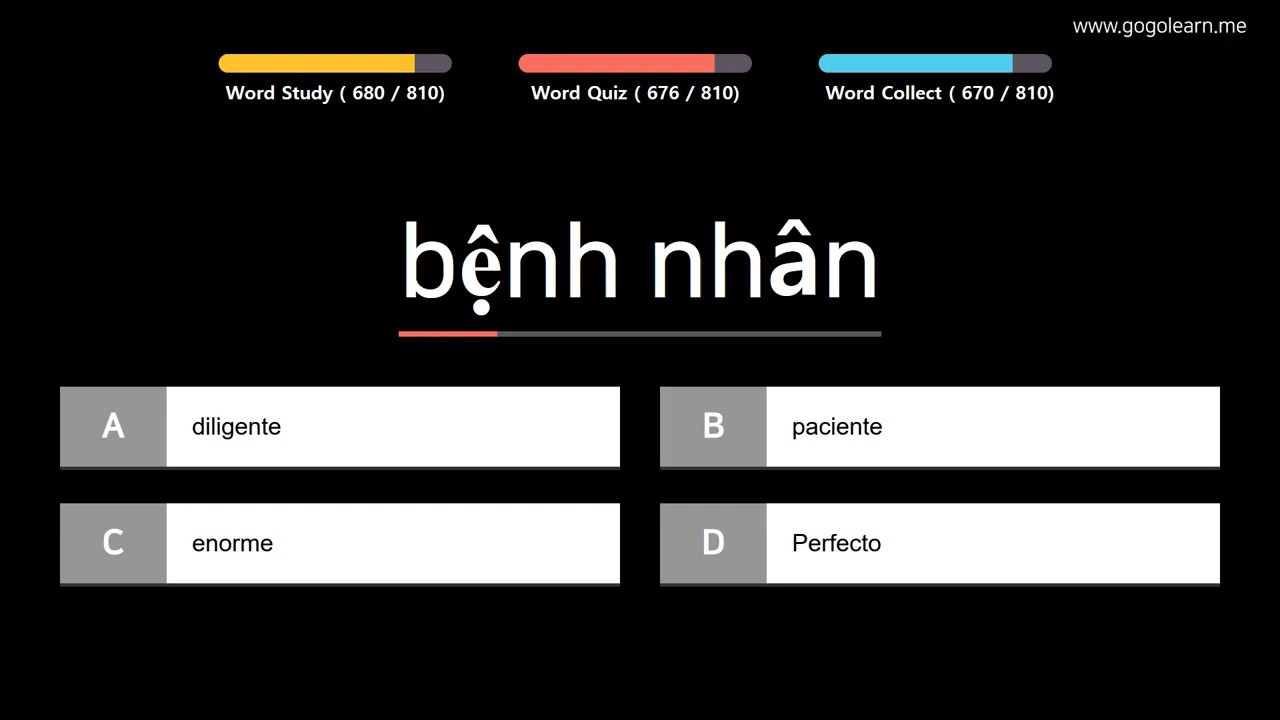 www.gogolearn.me
Word Study ( 680 / 810)
Word Quiz ( 676 / 810)
Word Collect ( 670 / 810)
bệnh nhân
A diligente
B paciente
C enorme
D Perfecto